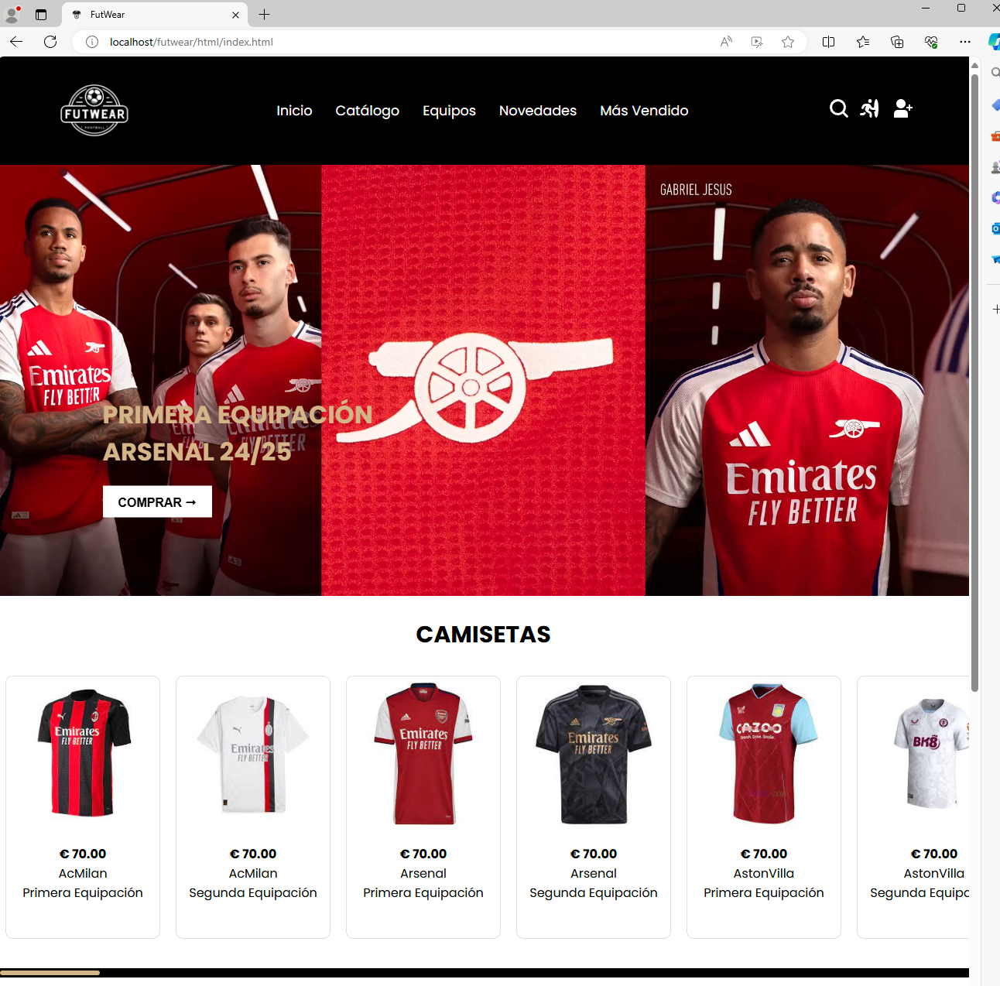 FutWear
localhost/futwear/html/index.html
FUTWEAR
FOOTBALL
Inicio Catálogo Equipos Novedades Más Vendido
GABRIEL JESUS
Emirates
FLY BETTER
Emirates
FLY BETTER
PRIMERA EQUIPACIÓN
ARSENAL 24/25
COMPRAR →
CAMISETAS
Emirates
FLY BETTER
Emirates
FLY BETTER
Emirates
FLY BETTER
Emirates
FLY BETTER
CAZOO
BK8
€ 70.00 € 70.00 € 70.00 € 70.00 € 70.00 € 70.00
AcMilan AcMilan Arsenal Arsenal AstonVilla AstonVilla
Primera Equipación Segunda Equipación Primera Equipación Segunda Equipación Primera Equipación Segunda Equipa